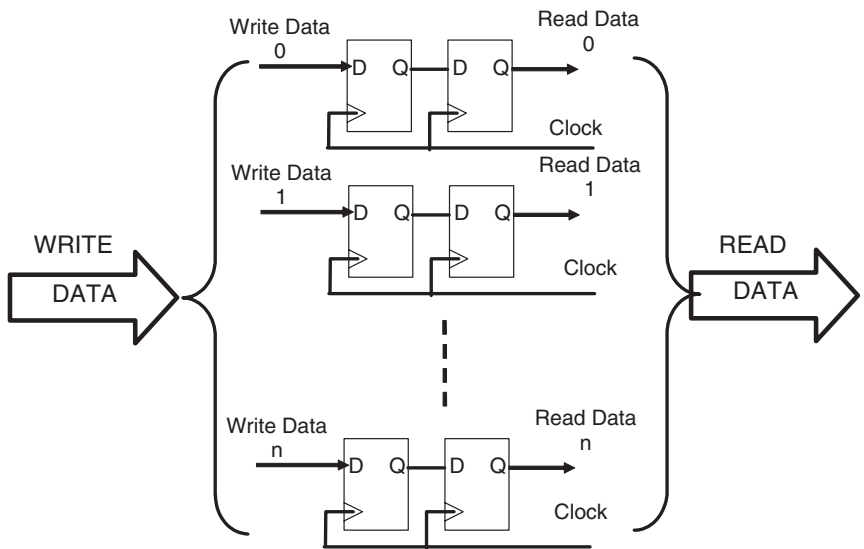 Write Data
0
Read Data
0
D Q D Q
Clock
Write Data
1
Read Data
1
D Q D Q
Clock
WRITE
DATA
READ
DATA
Write Data
n
Read Data
n
D Q D Q
Clock